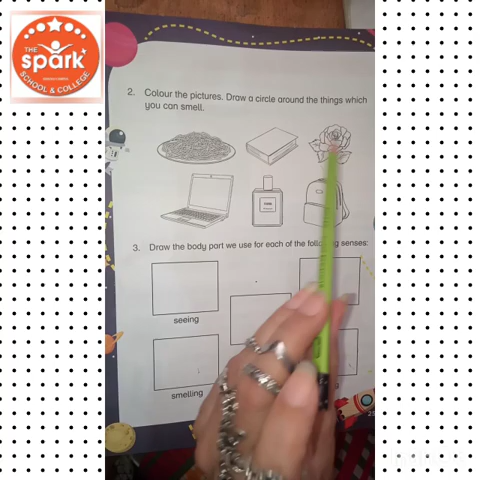 THE
spark
SCHOOL & COLLEGE
2. Colour the pictures. Draw a circle around the things which
you can smell.
3. Draw the body part we use for each of the senses:
seeing
smelling